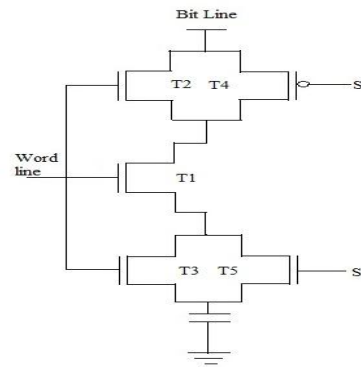 Bit Line
T2 T4
S
Word
line
T1
T3 T5
S